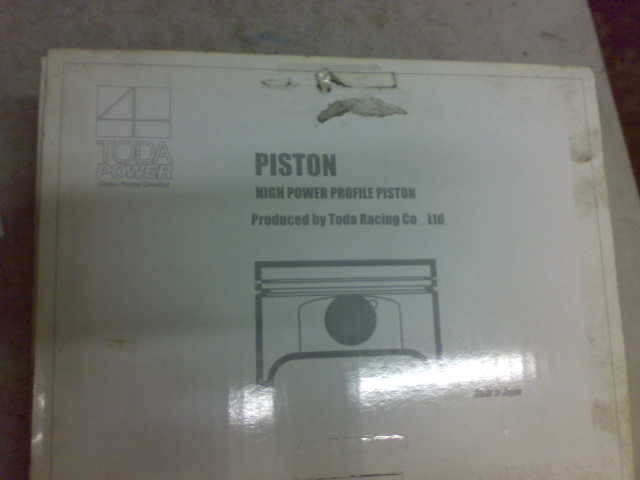 TODA
POWER
PISTON
HIGH POWER PROFILE PISTON
Produced by Toda Racing Co . Ltd
Made in Japan